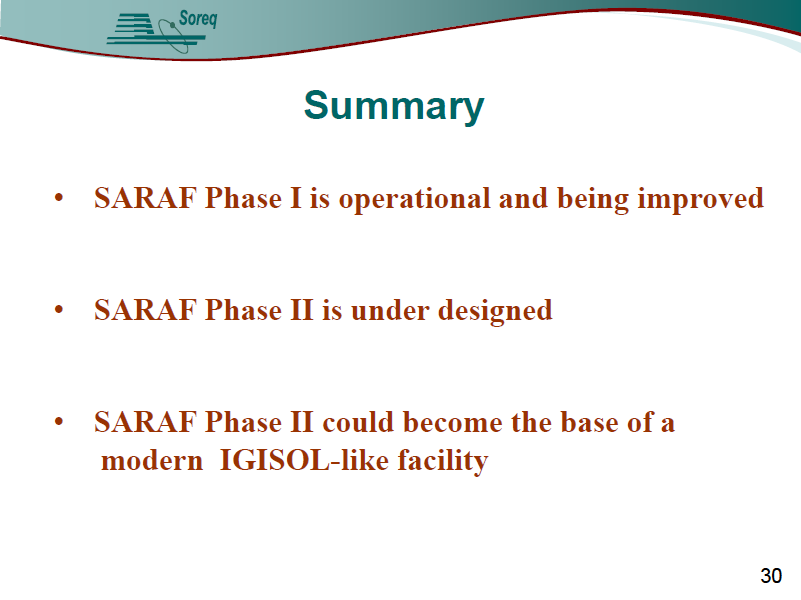 Soreq
Summary
• SARAF Phase I is operational and being improved
• SARAF Phase II is under designed
• SARAF Phase II could become the base of a
modern IGISOL-like facility
30